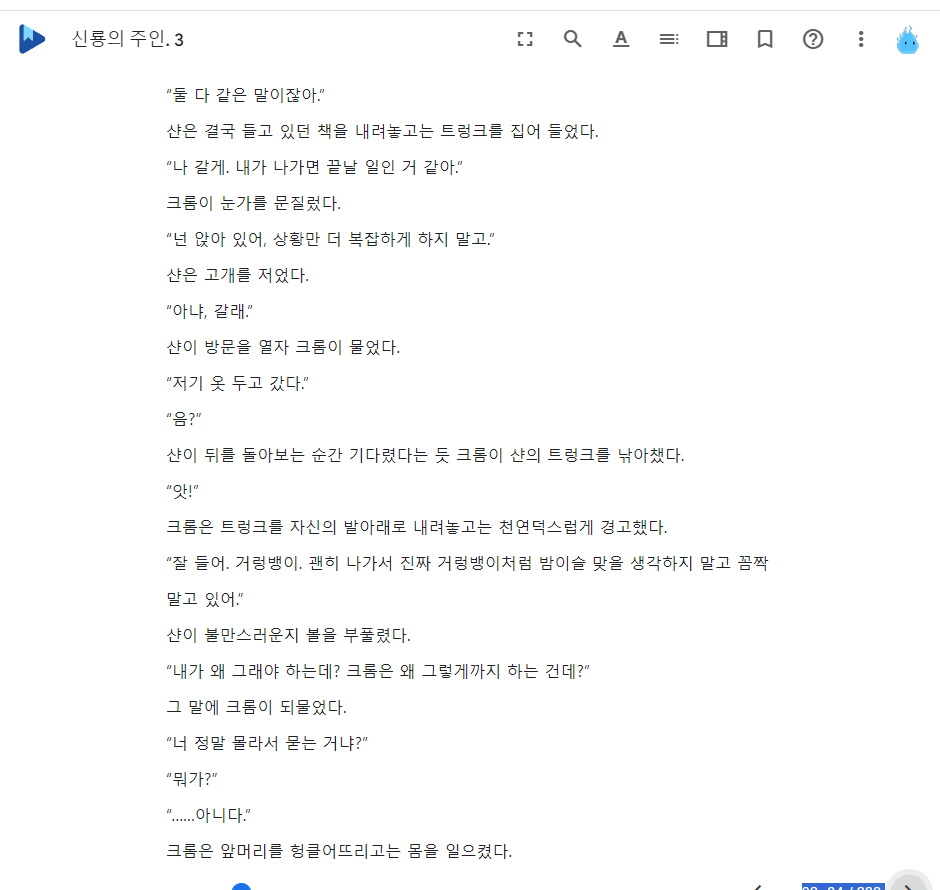 신룡의 주인. 3
“둘 다 같은 말이잖아.”
샨은 결국 들고 있던 책을 내려놓고는 트렁크를 집어 들었다.
“나 갈게. 내가 나가면 끝날 일인 거 같아.”
크롬이 눈가를 문질렀다.
“넌 앉아 있어, 상황만 더 복잡하게 하지 말고.”
샨은 고개를 저었다.
“아냐, 갈래.”
샨이 방문을 열자 크롬이 물었다.
“저기 옷 두고 갔다.”
“음?”
샨이 뒤를 돌아보는 순간 기다렸다는 듯 크롬이 샨의 트렁크를 낚아챘다.
“앗!”
크롬은 트렁크를 자신의 발아래로 내려놓고는 천연덕스럽게 경고했다.
“잘 들어. 거렁뱅이. 괜히 나가서 진짜 거렁뱅이처럼 밤이슬 맞을 생각하지 말고 꼼짝
말고 있어.”
샨이 불만스러운지 볼을 부풀렸다.
“내가 왜 그래야 하는데? 크롬은 왜 그렇게까지 하는 건데?”
그 말에 크롬이 되물었다.
“너 정말 몰라서 묻는 거냐?”
“뭐가?”
“……아니다.”
크롬은 앞머리를 헝클어뜨리고는 몸을 일으켰다.